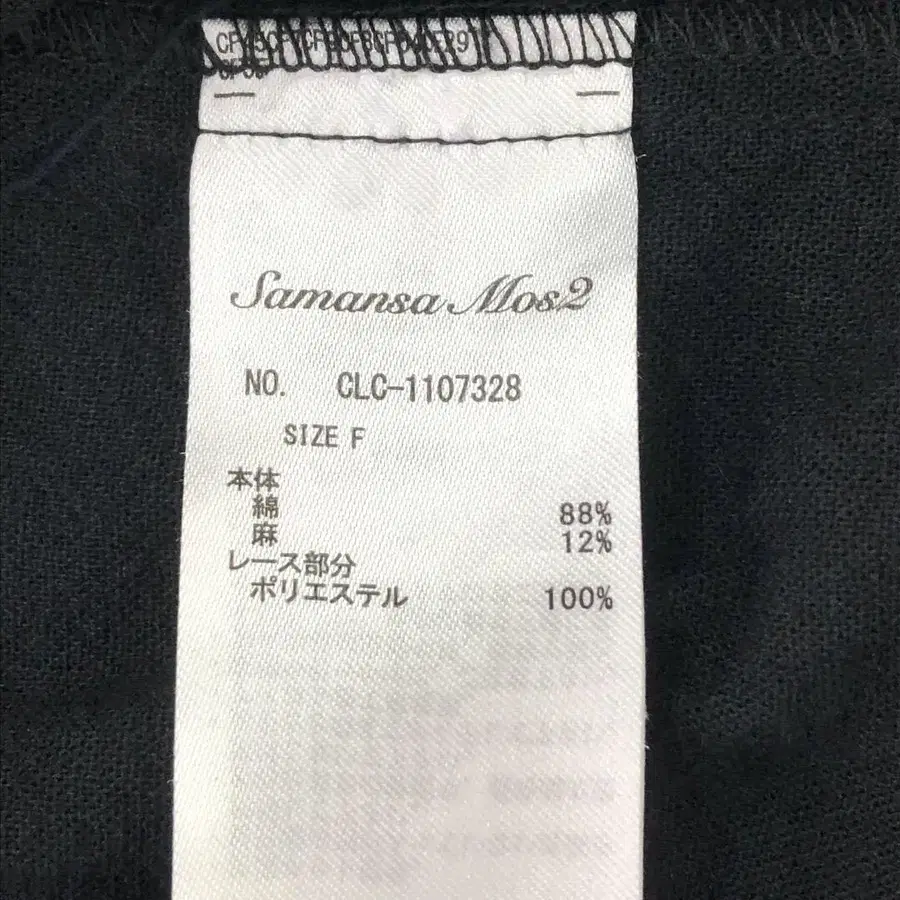 Samansa Mos2
NO. CLC-1107328
SIZE F
本体
綿 88%
麻 12%
レース部分
ポリエステル 100%